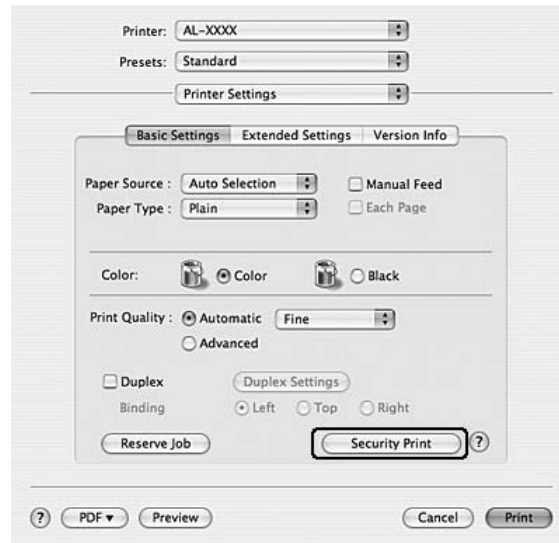 Printer: AL-XXXX
Presets: Standard
Printer Settings
Basic Settings Extended Settings Version Info
Paper Source : Auto Selection Manual Feed
Paper Type : Plain Each Page
Color: Color Black
Print Quality : Automatic Fine
Advanced
Duplex Duplex Settings
Binding Left Top Right
Reserve Job Security Print ?
? PDF Preview Cancel Print